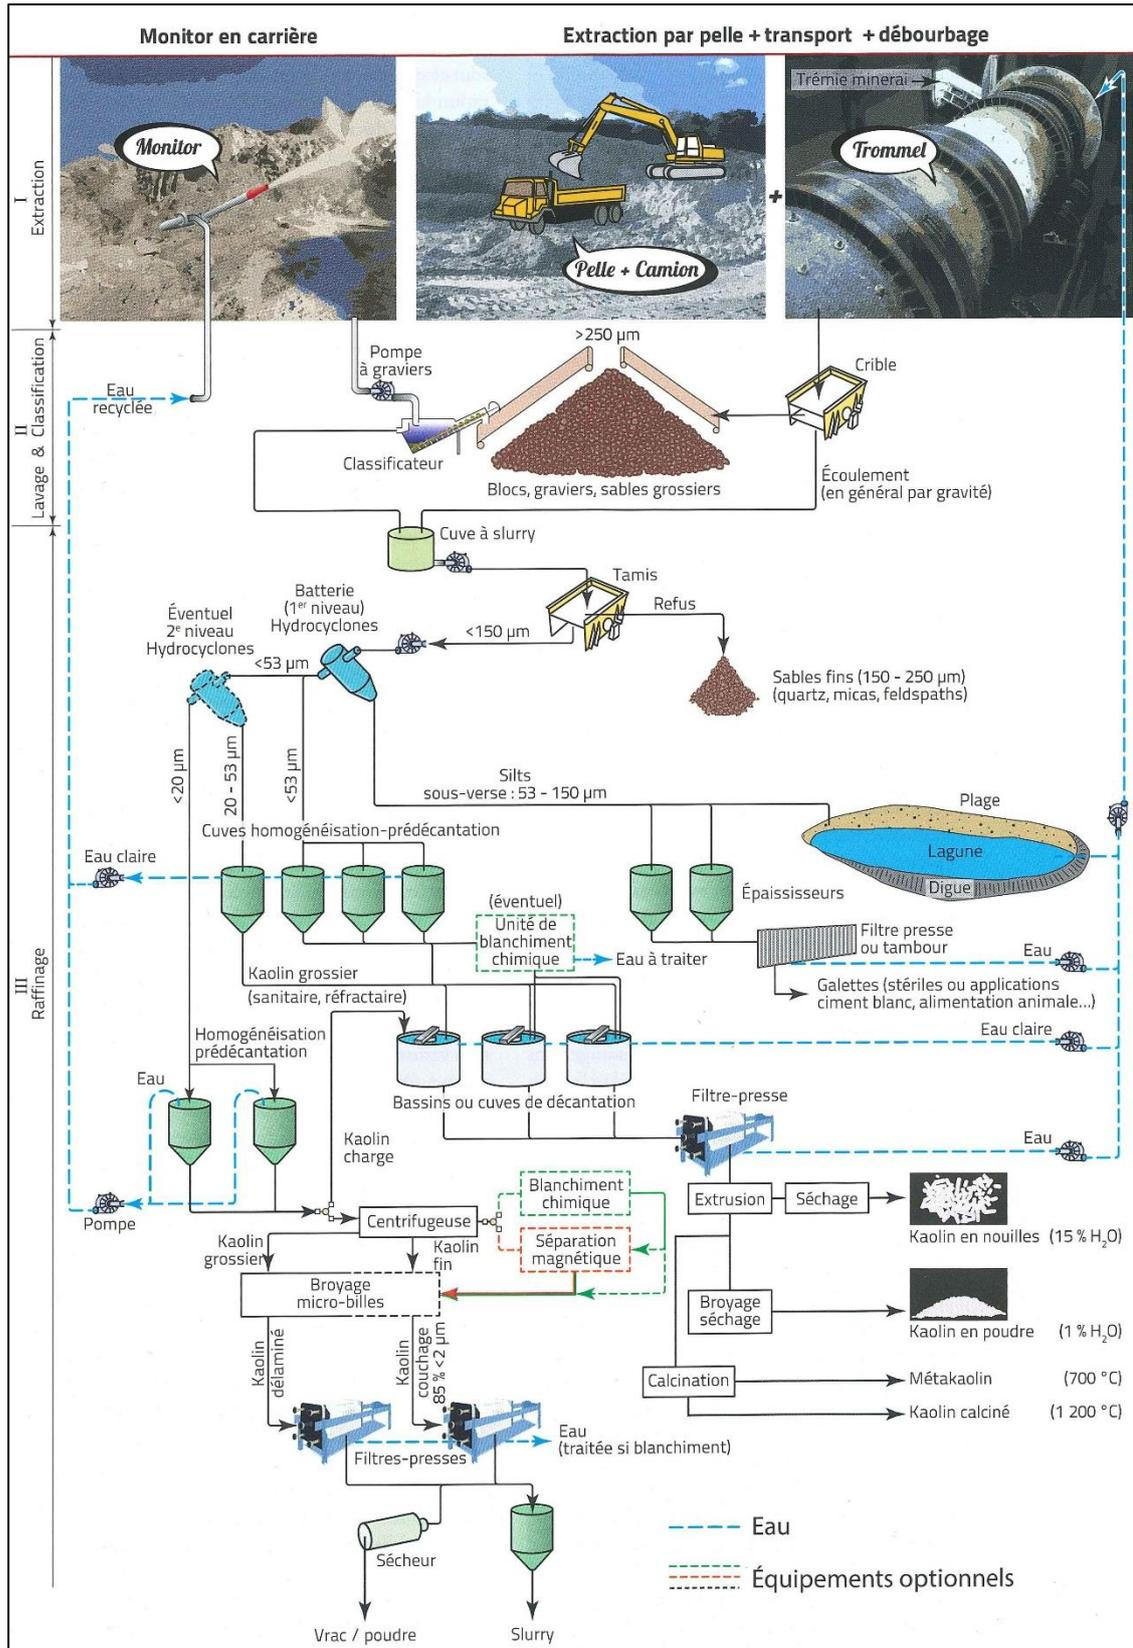 Monitor en carrière
Extraction par pelle + transport + débourbage
I
Extraction
Monitor
Pelle + Camion
+
Trémie minerai
Trommel
II
Lavage & Classification
Eau
recyclée
Pompe
à graviers
>250 µm
Crible
Classificateur
Blocs, graviers, sables grossiers
Écoulement
(en général par gravité)
III
Raffinage
Cuve à slurry
Tamis
Refus
<150 µm
Batterie
(1er niveau)
Hydrocyclones
Éventuel
2e niveau
Hydrocyclones
<53 µm
Sables fins (150 - 250 µm)
(quartz, micas, feldspaths)
<20 µm
20 - 53 µm
<53 µm
Silts
sous-verse : 53 - 150 µm
Plage
Lagune
Digue
Cuves homogénéisation-prédécantation
Eau claire
Épaississeurs
(éventuel)
Unité de
blanchiment
chimique
Eau à traiter
Filtre presse
ou tambour
Eau
Galettes (stériles ou applications
ciment blanc, alimentation animale...)
Kaolin grossier
(sanitaire, réfractaire)
Eau claire
Homogénéisation
prédécantation
Eau
Bassins ou cuves de décantation
Filtre-presse
Eau
Kaolin
charge
Pompe
Blanchiment
chimique
Centrifugeuse
Séparation
magnétique
Extrusion
Séchage
Kaolin en nouilles (15 % H2O)
Kaolin
grossier
Kaolin
fin
Broyage
micro-billes
Broyage
séchage
Kaolin en poudre (1 % H2O)
Kaolin
délaminé
Kaolin
couchage
85 % <2 µm
Calcination
Métakaolin (700 °C)
Kaolin calciné (1 200 °C)
Eau
(traitée si blanchiment)
Filtres-presses
Sécheur
Eau
Équipements optionnels
Vrac / poudre
Slurry